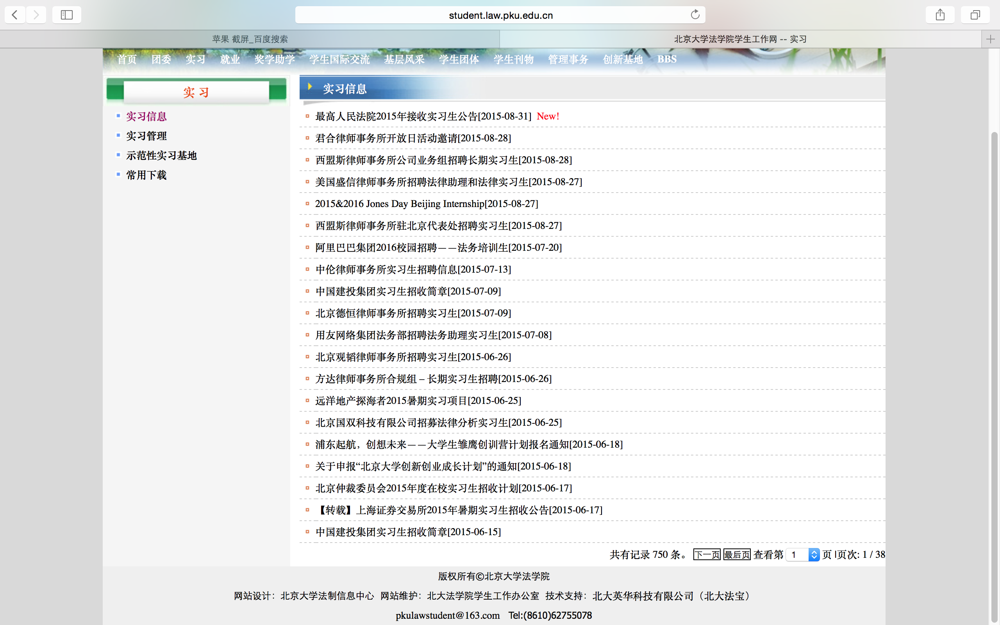 student.law.pku.edu.cn
苹果 截屏_百度搜索
北京大学法学院学生工作网 -- 实习
首页 团委 实习 就业 奖学助学 学生国际交流 基层风采 学生团体 学生刊物 管理事务 创新基地 BBS
实 习
实习信息
实习管理
示范性实习基地
常用下载
实习信息
最高人民法院2015年接收实习生公告[2015-08-31] New!
君合律师事务所开放日活动邀请[2015-08-28]
西盟斯律师事务所公司业务组招聘长期实习生[2015-08-28]
美国盛信律师事务所招聘法律助理和法律实习生[2015-08-27]
2015&2016 Jones Day Beijing Internship[2015-08-27]
西盟斯律师事务所驻北京代表处招聘实习生[2015-08-27]
阿里巴巴集团2016校园招聘——法务培训生[2015-07-20]
中伦律师事务所实习生招聘信息[2015-07-13]
中国建投集团实习生招收简章[2015-07-09]
北京德恒律师事务所招聘实习生[2015-07-09]
用友网络集团法务部招聘法务助理实习生[2015-07-08]
北京观韬律师事务所招聘实习生[2015-06-26]
方达律师事务所合规组 – 长期实习生招聘[2015-06-26]
远洋地产探海者2015暑期实习项目[2015-06-25]
北京国双科技有限公司招募法律分析实习生[2015-06-25]
浦东起航，创想未来——大学生雏鹰创训营计划报名通知[2015-06-18]
关于申报“北京大学创新创业成长计划”的通知[2015-06-18]
北京仲裁委员会2015年度在校实习生招收计划[2015-06-17]
【转载】上海证券交易所2015年暑期实习生招收公告[2015-06-17]
中国建投集团实习生招收简章[2015-06-15]
共有记录 750 条。 下一页 最后页 查看第 1 页 |页次: 1 / 38
版权所有©北京大学法学院
网站设计：北京大学法制信息中心 网站维护：北大法学院学生工作办公室 技术支持：北大英华科技有限公司（北大法宝）
pkulawstudent@163.com Tel:(8610)62755078